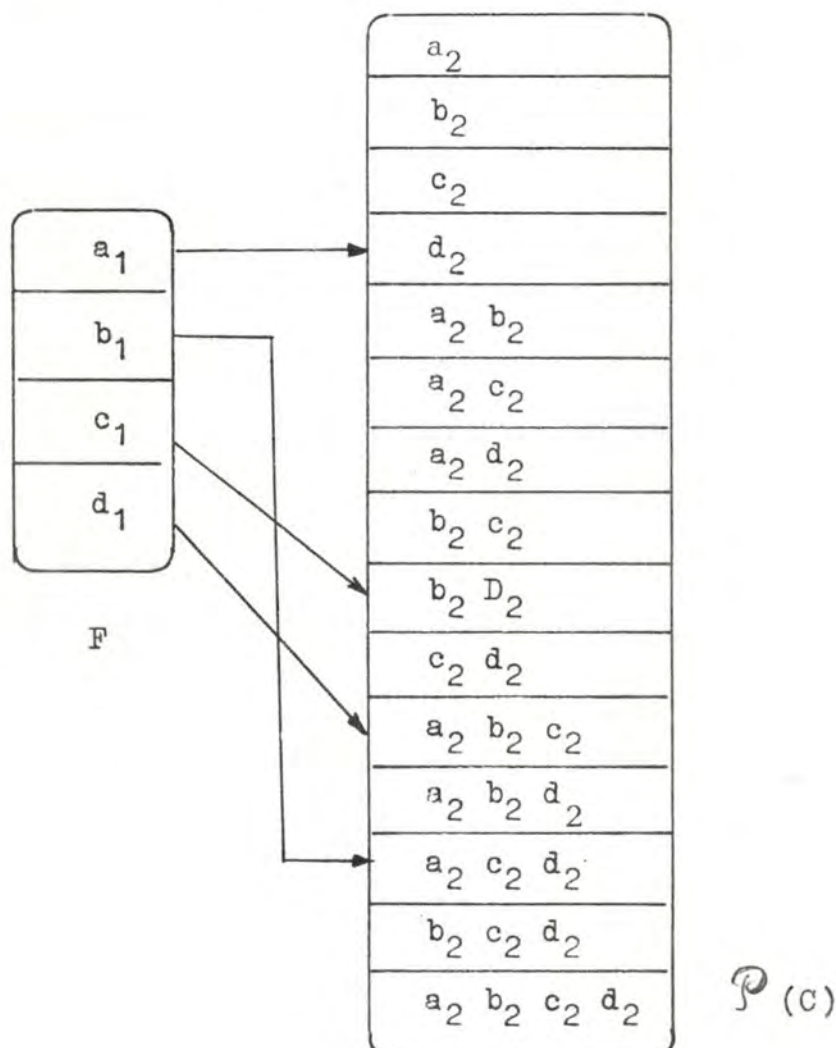 a₁
b₁
c₁
d₁
F
a₂
b₂
c₂
d₂
a₂ b₂
a₂ c₂
a₂ d₂
b₂ c₂
b₂ D₂
c₂ d₂
a₂ b₂ c₂
a₂ b₂ d₂
a₂ c₂ d₂
b₂ c₂ d₂
a₂ b₂ c₂ d₂
𝒫 (C)